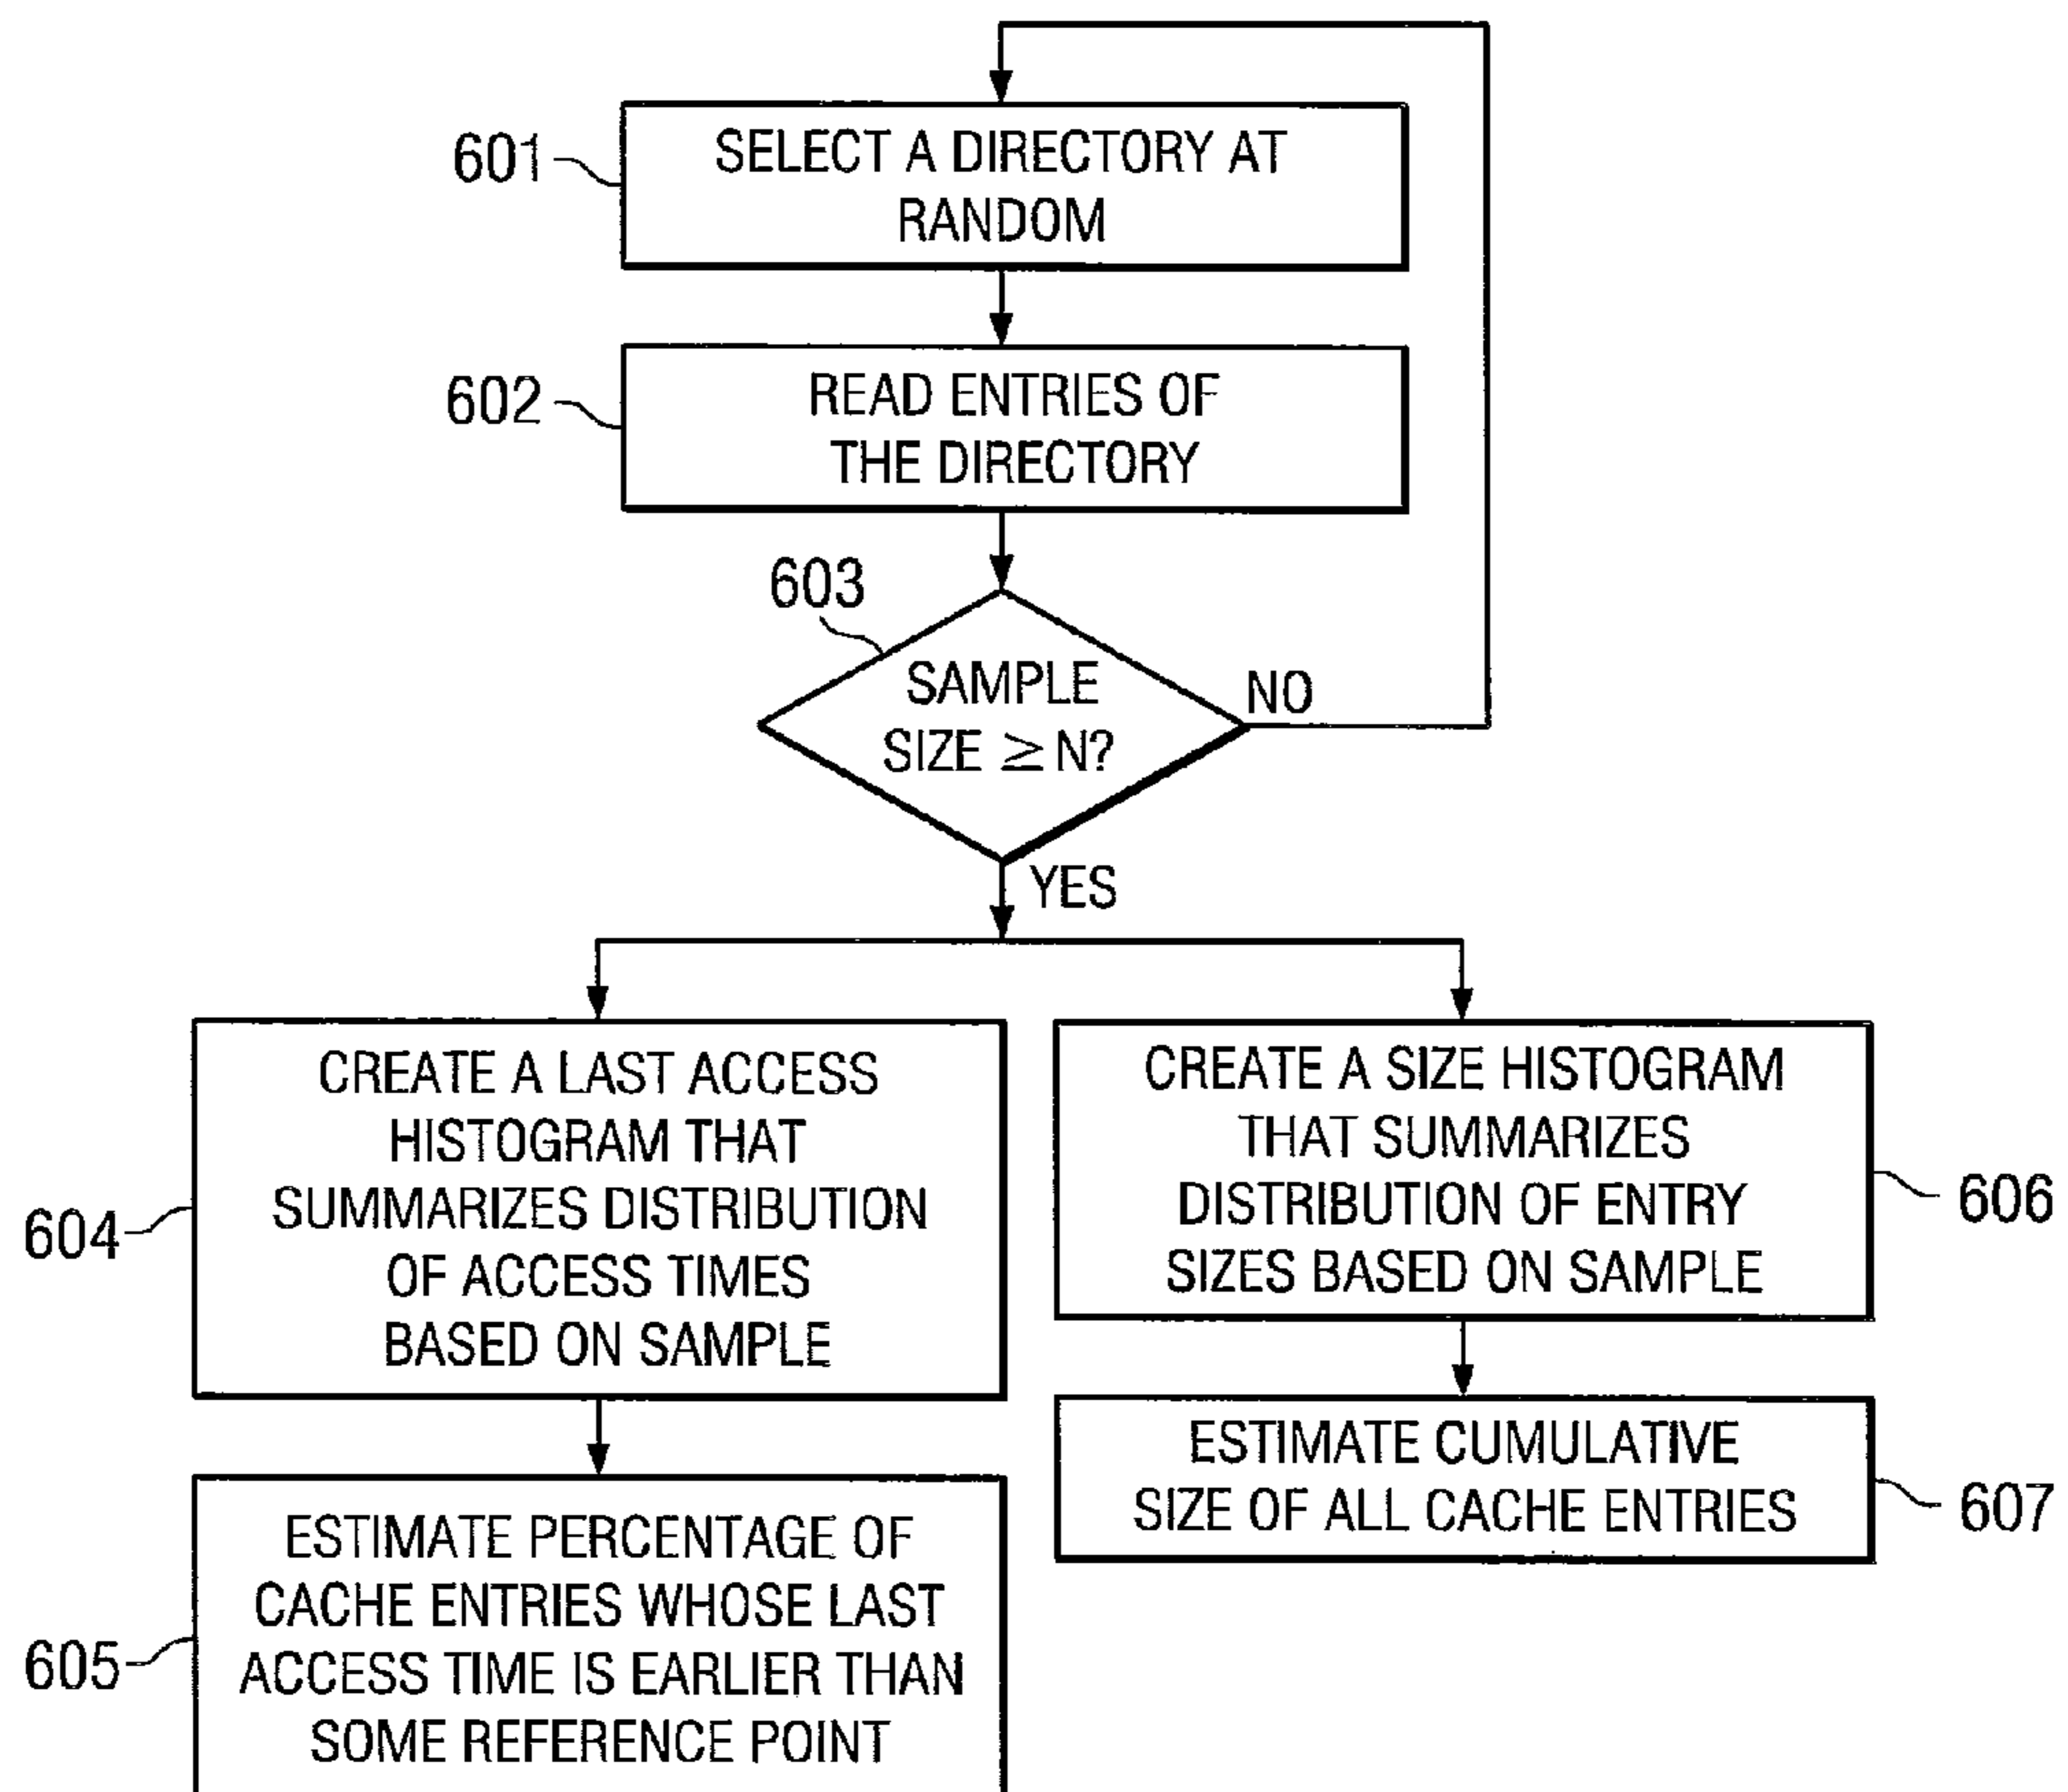 601
SELECT A DIRECTORY AT
RANDOM
602
READ ENTRIES OF
THE DIRECTORY
603
SAMPLE
SIZE ≥ N?
NO
YES
604
CREATE A LAST ACCESS
HISTOGRAM THAT
SUMMARIZES DISTRIBUTION
OF ACCESS TIMES
BASED ON SAMPLE
605
ESTIMATE PERCENTAGE OF
CACHE ENTRIES WHOSE LAST
ACCESS TIME IS EARLIER THAN
SOME REFERENCE POINT
CREATE A SIZE HISTOGRAM
THAT SUMMARIZES
DISTRIBUTION OF ENTRY
SIZES BASED ON SAMPLE
606
ESTIMATE CUMULATIVE
SIZE OF ALL CACHE ENTRIES
607